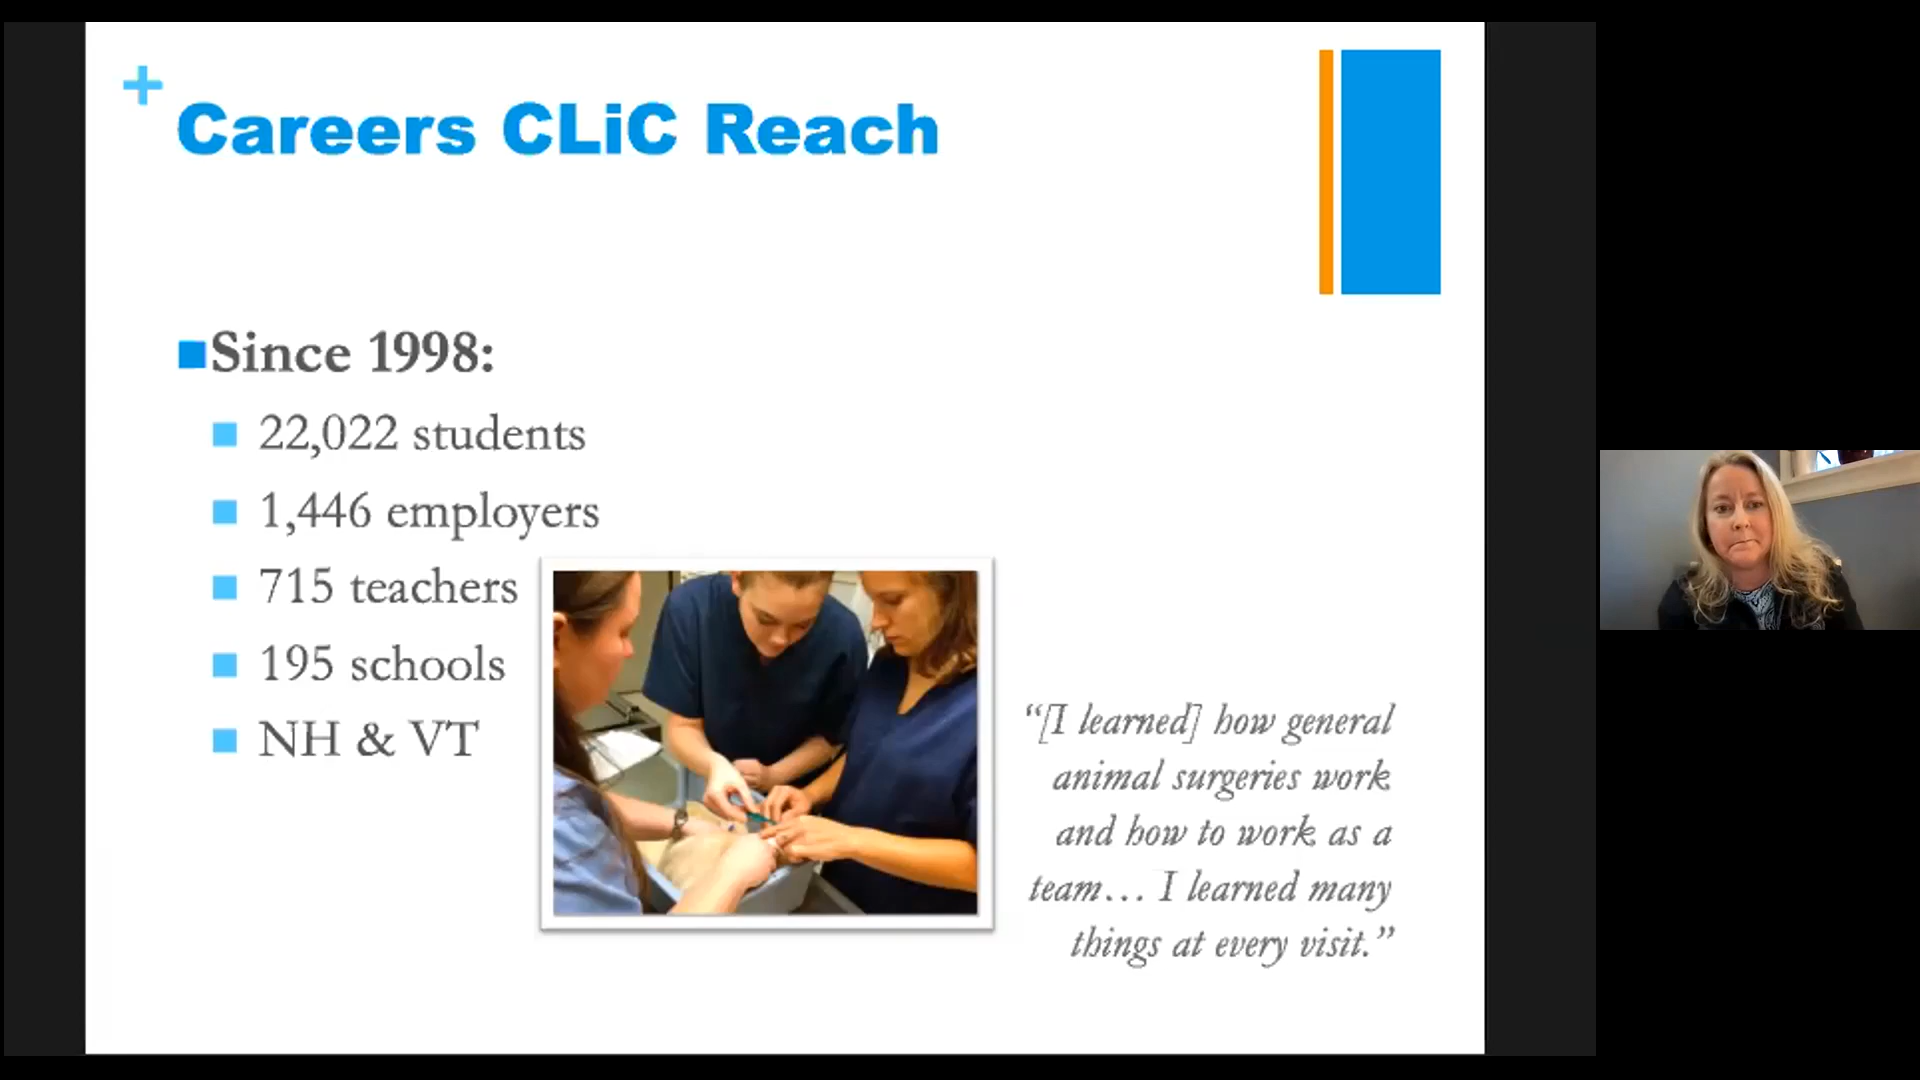 +
Careers CLiC Reach
Since 1998:
22,022 students
1,446 employers
715 teachers
195 schools
NH & VT
“[I learned] how general
animal surgeries work
and how to work as a
team… I learned many
things at every visit.”